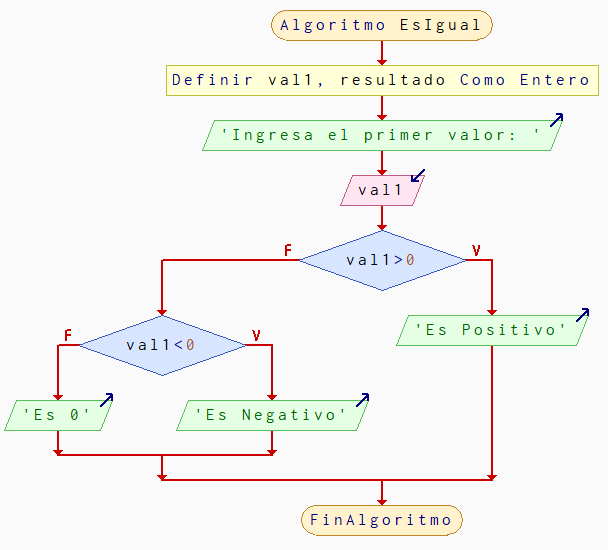 Algoritmo EsIgual
Definir val1, resultado Como Entero
'Ingresa el primer valor: '
val1
F
V
val1>0
F
V
val1<0
'Es Positivo'
'Es 0'
'Es Negativo'
FinAlgoritmo